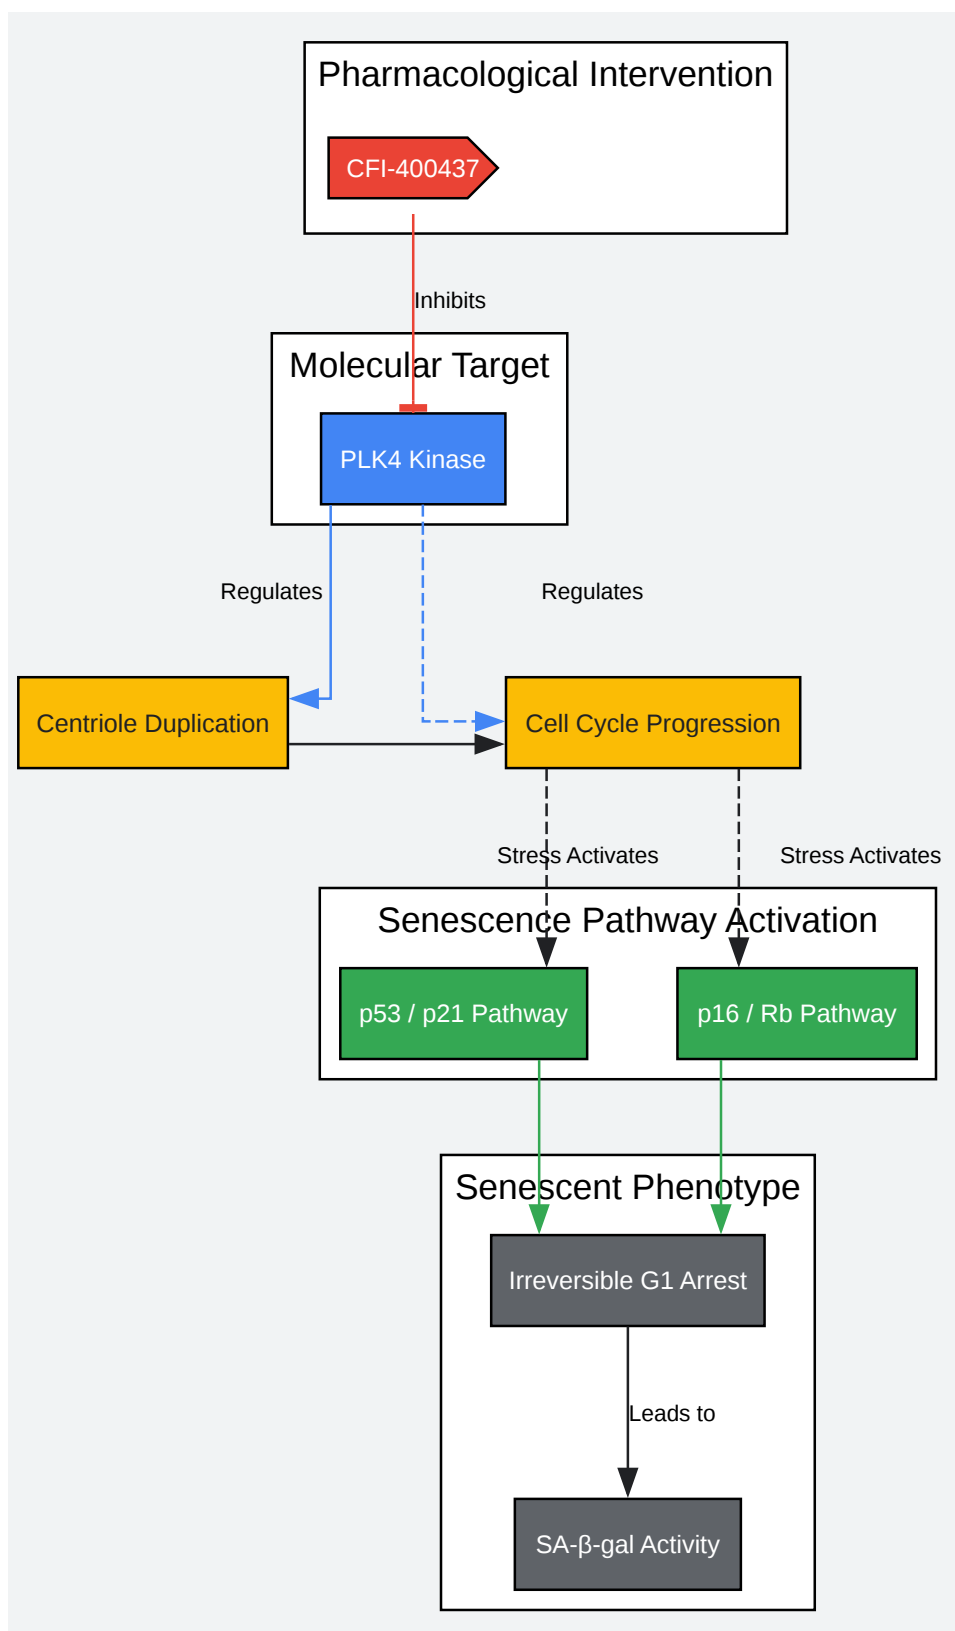 Pharmacological Intervention
CFI-400437
Inhibits
Molecular Target
PLK4 Kinase
Regulates
Regulates
Centriole Duplication
Cell Cycle Progression
Stress Activates
Stress Activates
Senescence Pathway Activation
p53 / p21 Pathway
p16 / Rb Pathway
Senescent Phenotype
Irreversible G1 Arrest
Leads to
SA-β-gal Activity